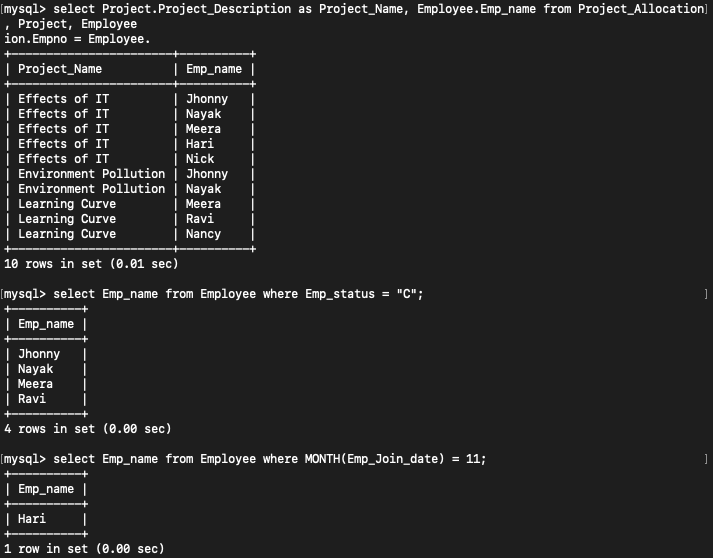 [mysql> select Project.Project_Description as Project_Name, Employee.Emp_name from Project_Allocation]
, Project, Employee
ion.Empno = Employee.
+-----------------------+----------+
| Project_Name          | Emp_name |
+-----------------------+----------+
| Effects of IT         | Jhonny   |
| Effects of IT         | Nayak    |
| Effects of IT         | Meera    |
| Effects of IT         | Hari     |
| Effects of IT         | Nick     |
| Environment Pollution | Jhonny   |
| Environment Pollution | Nayak    |
| Learning Curve        | Meera    |
| Learning Curve        | Ravi     |
| Learning Curve        | Nancy    |
+-----------------------+----------+
10 rows in set (0.01 sec)
[mysql> select Emp_name from Employee where Emp_status = "C"; ]
+----------+
| Emp_name |
+----------+
| Jhonny   |
| Nayak    |
| Meera    |
| Ravi     |
+----------+
4 rows in set (0.00 sec)
[mysql> select Emp_name from Employee where MONTH(Emp_Join_date) = 11; ]
+----------+
| Emp_name |
+----------+
| Hari     |
+----------+
1 row in set (0.00 sec)